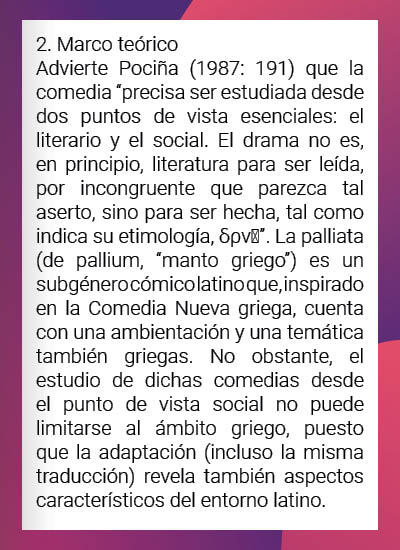 2. Marco teórico
Advierte Pociña (1987: 191) que la
comedia “precisa ser estudiada desde
dos puntos de vista esenciales: el
literario y el social. El drama no es,
en principio, literatura para ser leída,
por incongruente que parezca tal
aserto, sino para ser hecha, tal como
indica su etimología, δρν□”. La palliata
(de pallium, “manto griego”) es un
subgénero cómico latino que, inspirado
en la Comedia Nueva griega, cuenta
con una ambientación y una temática
también griegas. No obstante, el
estudio de dichas comedias desde
el punto de vista social no puede
limitarse al ámbito griego, puesto
que la adaptación (incluso la misma
traducción) revela también aspectos
característicos del entorno latino.